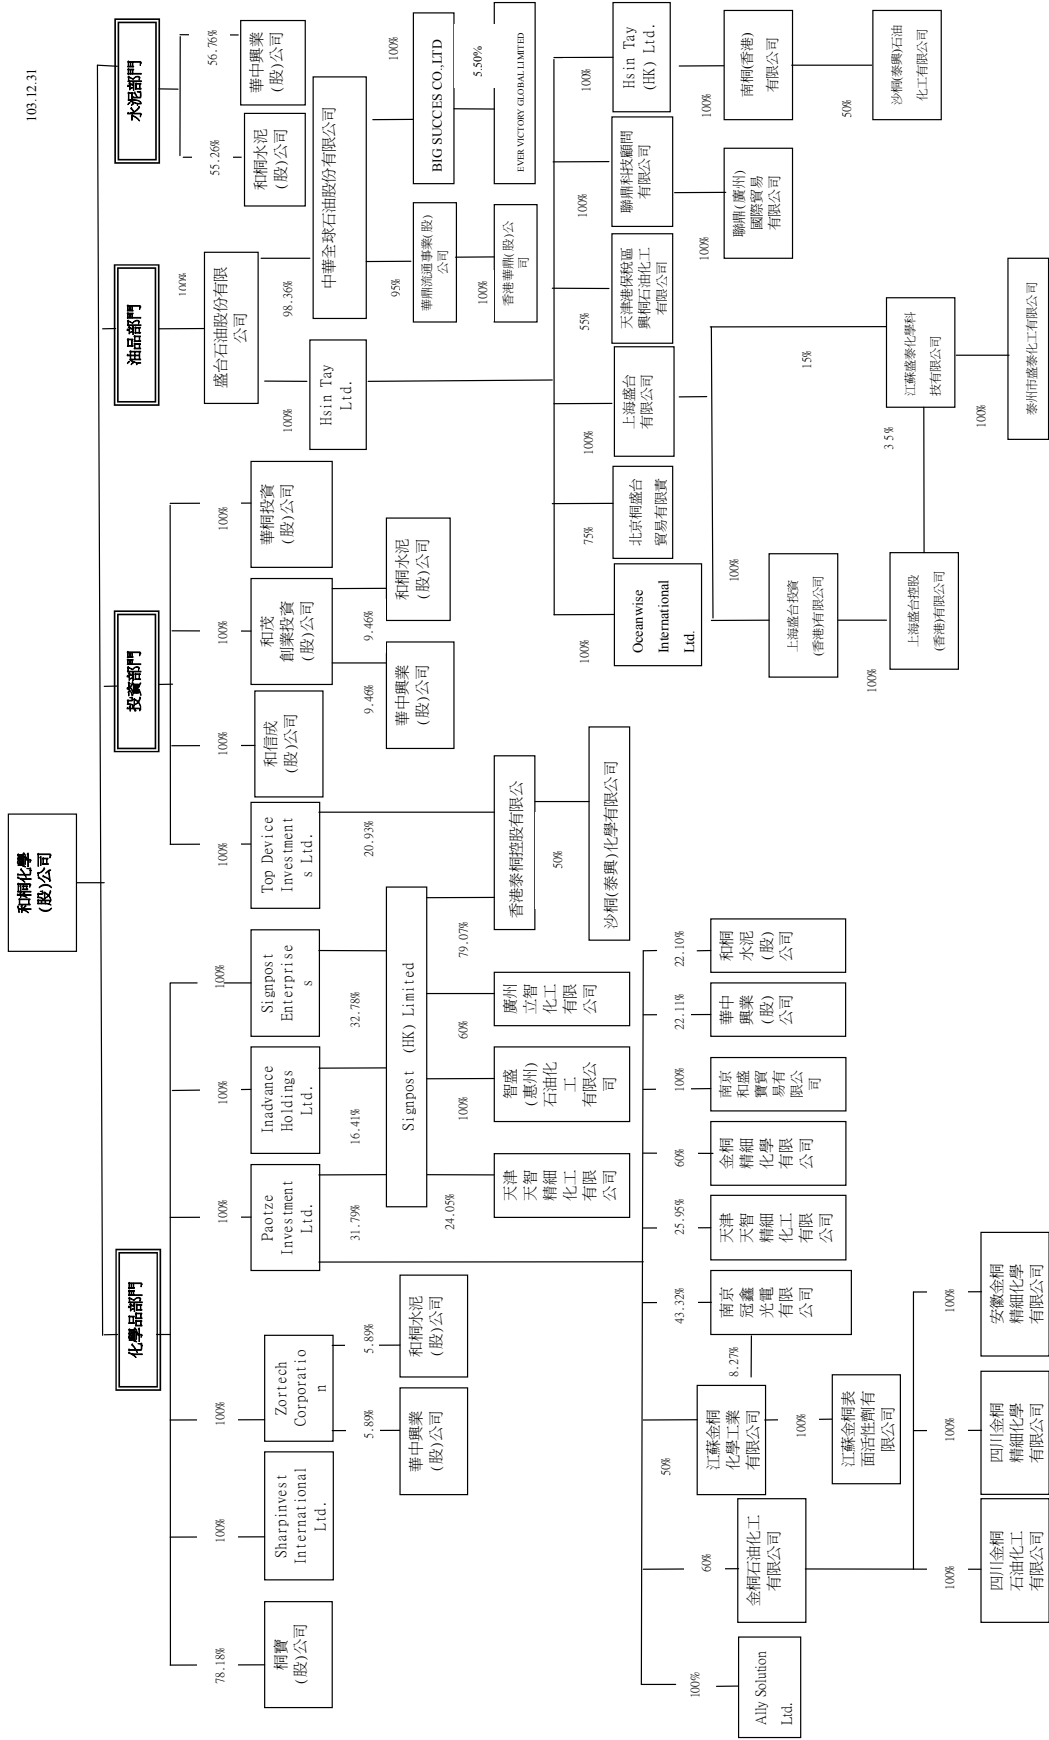 103.12.31
和桐化學
(股)公司
化學品部門
投資部門
油品部門
水泥部門
78.18%
100%
100%
100%
100%
100%
100%
100%
100%
100%
100%
55.26%
56.76%
桐寶
(股)公司
Sharpinvest
International
Ltd.
Zortech
Corporatio
n
Paotze
Investment
Ltd.
Inadvance
Holdings
Ltd.
Signpost
Enterprise
s
Top Device
Investment
s Ltd.
和信成
(股)公司
和茂
創業投資
(股)公司
華桐投資
(股)公司
盛台石油股份有限
公司
和桐水泥
(股)公司
華中興業
(股)公司
5.89%
5.89%
31.79%
16.41%
32.78%
20.93%
9.46%
9.46%
100%
98.36%
華中興業
(股)公司
和桐水泥
(股)公司
Signpost (HK) Limited
華中興業
(股)公司
和桐水泥
(股)公司
Hsin Tay
Ltd.
中華全球石油股份有限公司
24.05%
100%
60%
79.07%
95%
100%
天津
天智
精細
化工
有限
公司
智盛
(惠州)
石油化
工
有限公
司
廣州
立智
化工
有限
公司
香港泰桐控股有限公
華鼎流通事業(股)
公司
BIG SUCCES CO.,LTD
50%
100%
5.50%
沙桐(泰興)化學有限公司
香港華鼎(股)公
司
EVER VICTORY GLOBAL LIMITED
100%
75%
100%
55%
100%
100%
Oceanwise
International
Ltd.
北京桐盛台
貿易有限責
上海盛台
有限公司
天津港保稅區
興桐石油化工
有限公司
聯鼎科技顧問
有限公司
Hsin Tay
(HK) Ltd.
100%
60%
50%
43.32%
25.95%
60%
100%
22.11%
22.10%
100%
15%
100%
100%
Ally Solution
Ltd.
金桐石油化工
有限公司
江蘇金桐
化學工業
有限公司
8.27%
南京
冠鑫
光電
有限
公司
天津
天智
精細
化工
有限
公司
金桐
精細
化學
有限
公司
南京
和盛
寶貿
易有
限公
司
華中
興業
(股)
公司
和桐
水泥
(股)
公司
上海盛台投資
(香港)有限公司
聯鼎(廣州)
國際貿易
有限公司
南桐(香港)
有限公司
100%
100%
50%
江蘇金桐表
面活性劑有
限公司
上海盛台控股
(香港)有限公司
35%
江蘇盛泰化學科
技有限公司
沙桐(泰興)石油
化工有限公司
100%
100%
100%
100%
四川金桐
石油化工
有限公司
四川金桐
精細化學
有限公司
安徽金桐
精細化學
有限公司
泰州市盛泰化工有限公司